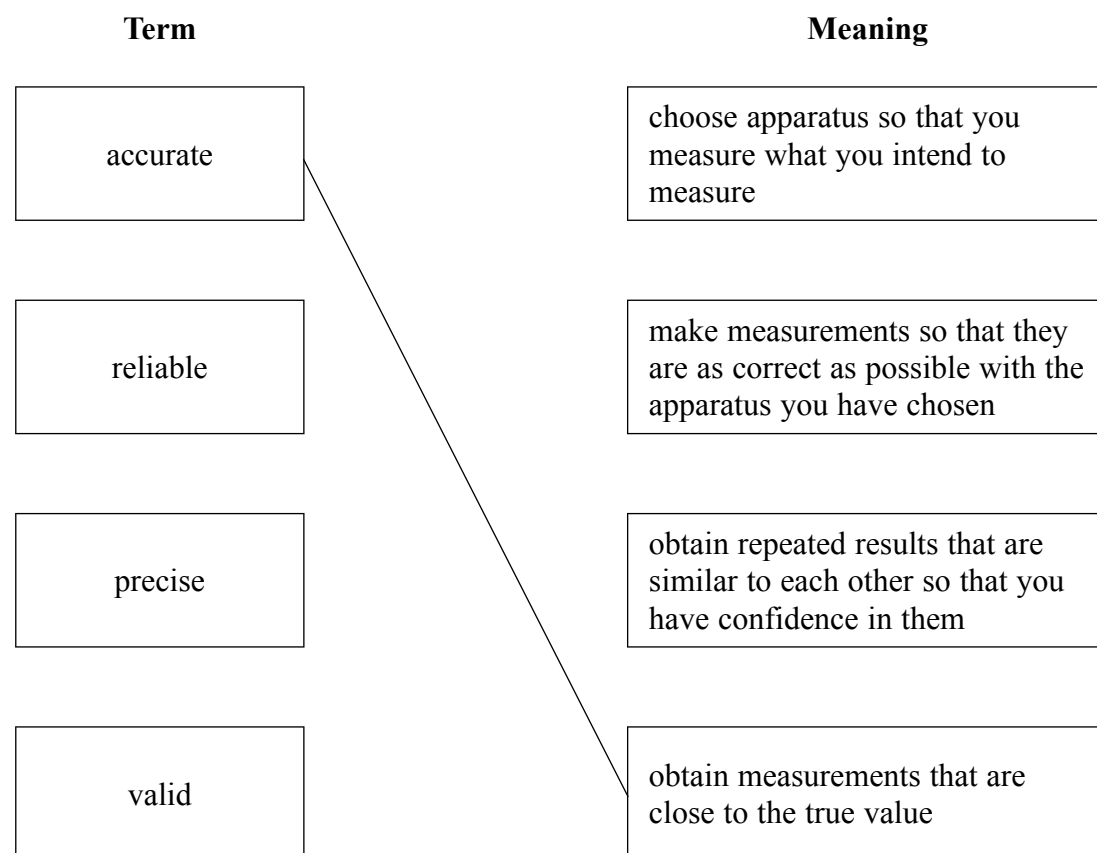 Term
Meaning
accurate
choose apparatus so that you
measure what you intend to
measure
reliable
make measurements so that they
are as correct as possible with the
apparatus you have chosen
precise
obtain repeated results that are
similar to each other so that you
have confidence in them
valid
obtain measurements that are
close to the true value